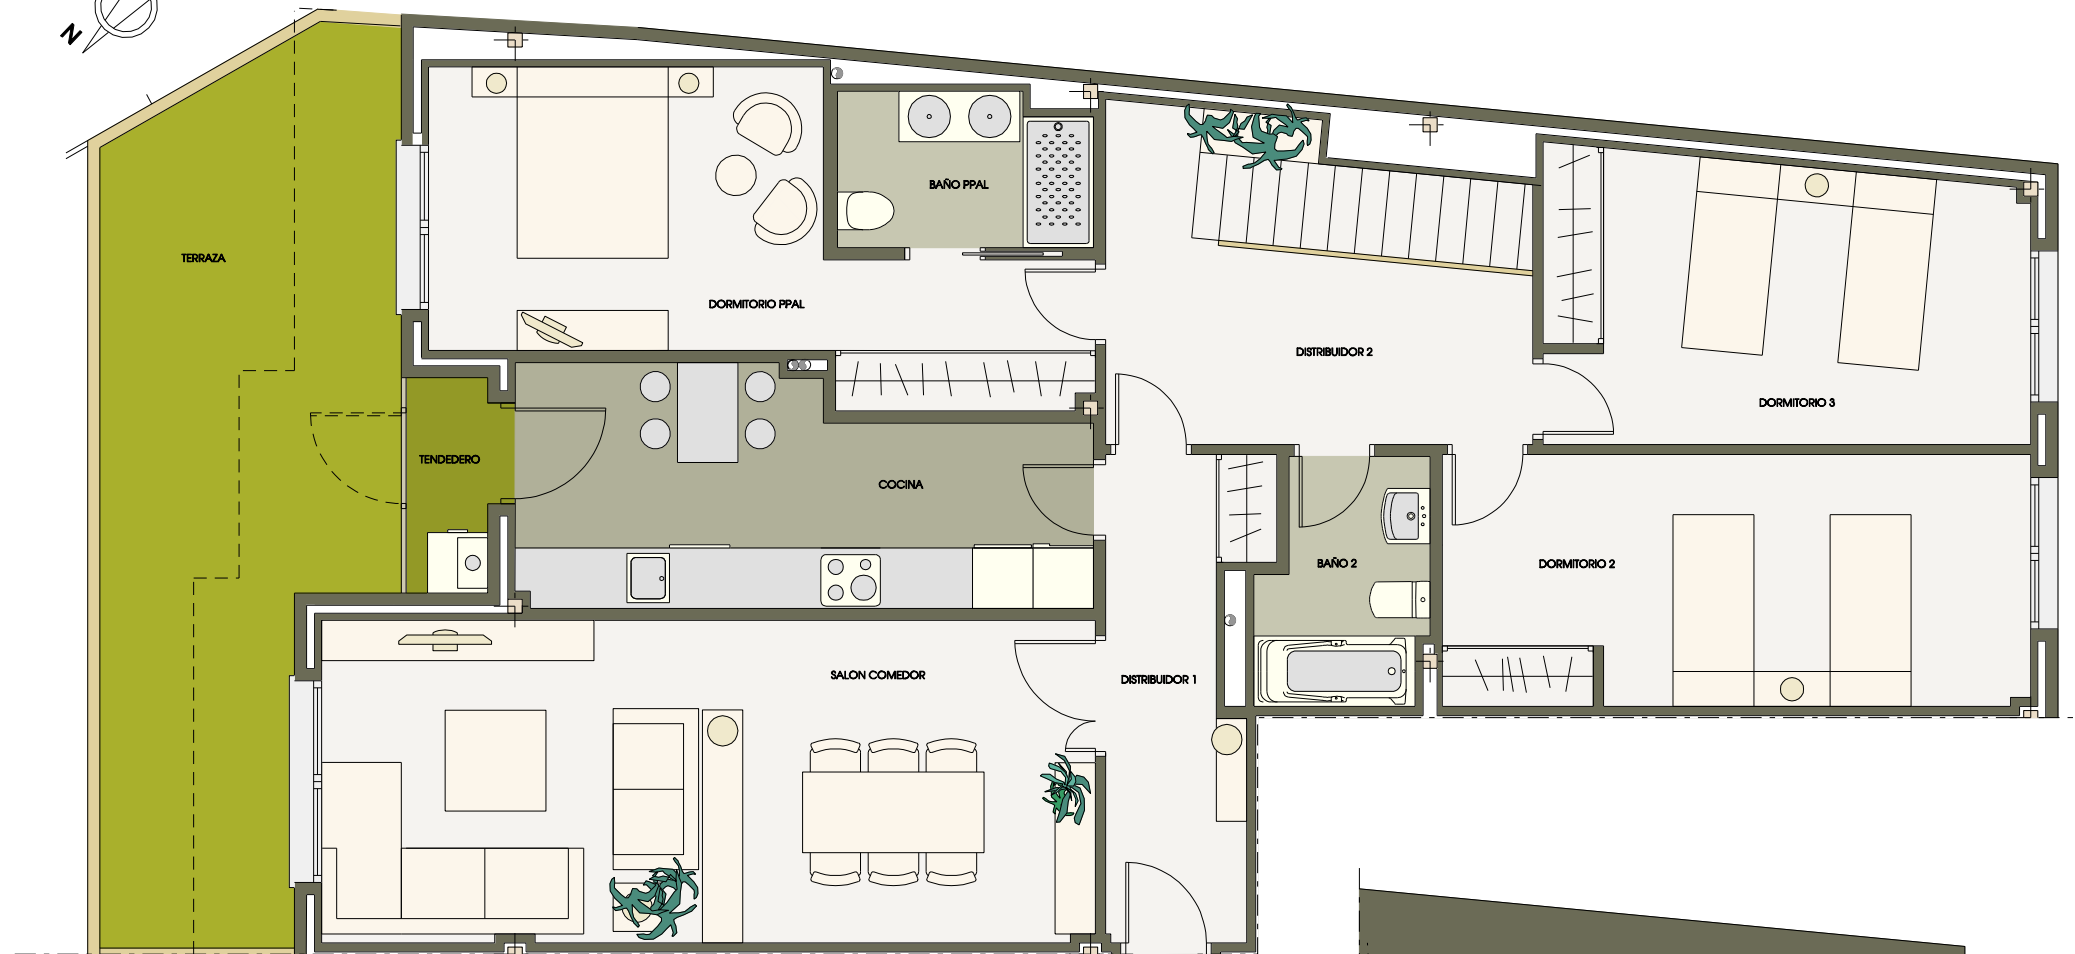 N
BAÑO PPAL
TERRAZA
DORMITORIO PPAL
DISTRIBUIDOR 2
DORMITORIO 3
TENDEDERO
COCINA
BAÑO 2
DORMITORIO 2
SALON COMEDOR
DISTRIBUIDOR 1